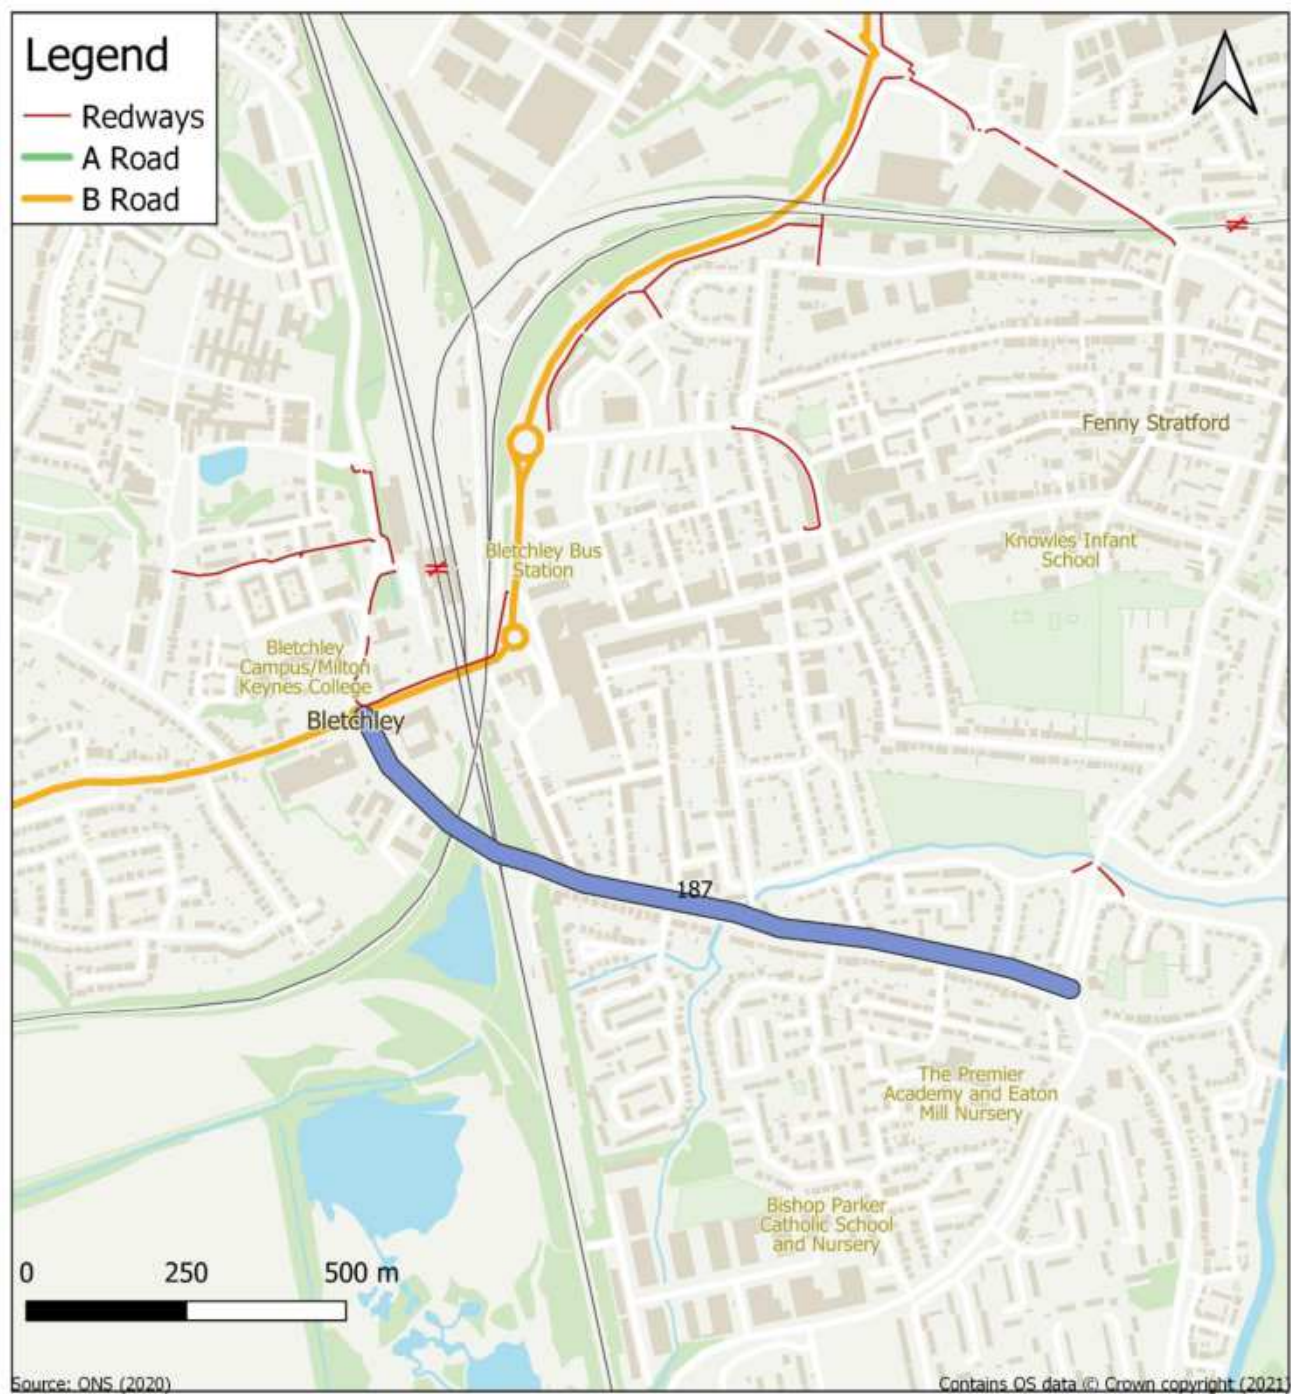 Legend
Redways
A Road
B Road
Fenny Stratford
Knowles Infant
School
Bletchley Bus
Station
Bletchley
Campus/Milton
Keynes College
Bletchley
187
The Premier
Academy and Eaton
Mill Nursery
Bishop Parker
Catholic School
and Nursery
0 250 500 m
Source: ONS (2020)
Contains OS data © Crown copyright (2021)